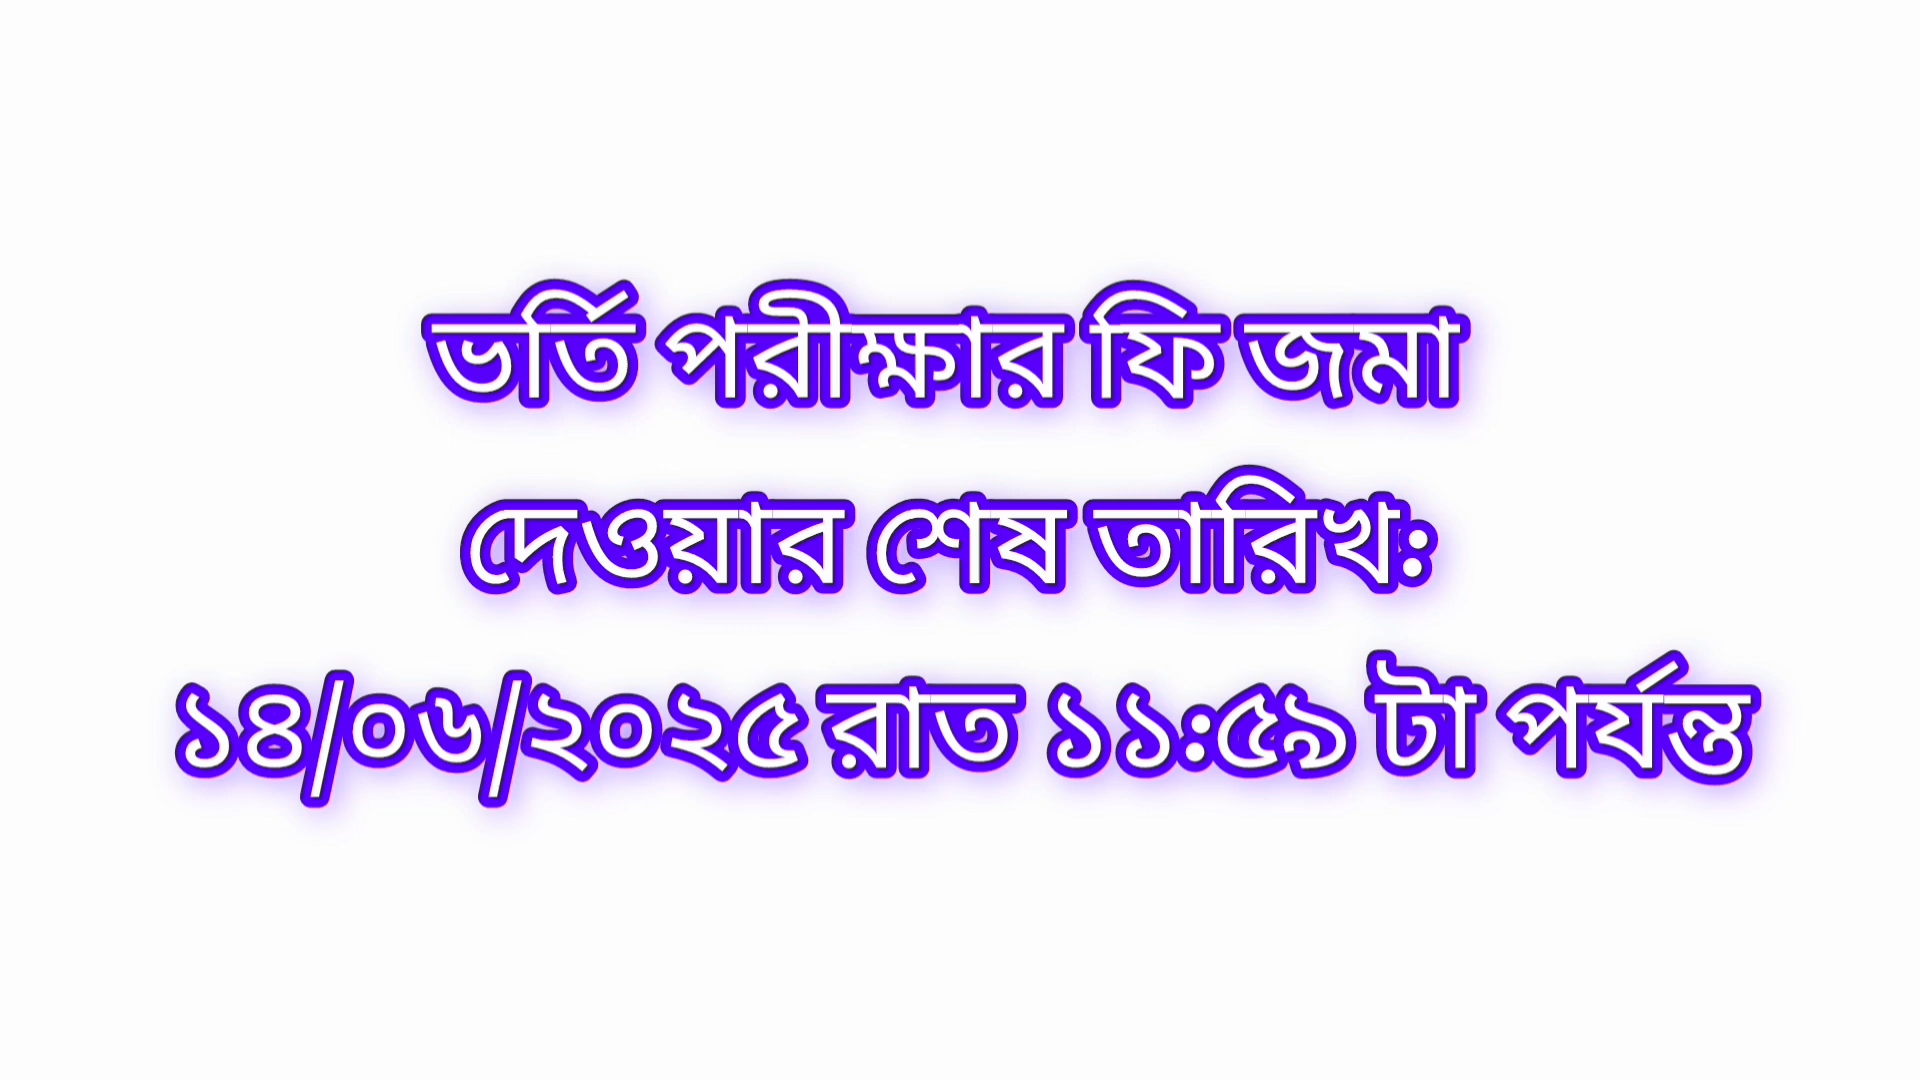 ভর্তি পরীক্ষার ফি জমা
দেওয়ার শেষ তারিখ:
১৪/০৬/২০২৫ রাত ১১:৫৯ টা পর্যন্ত